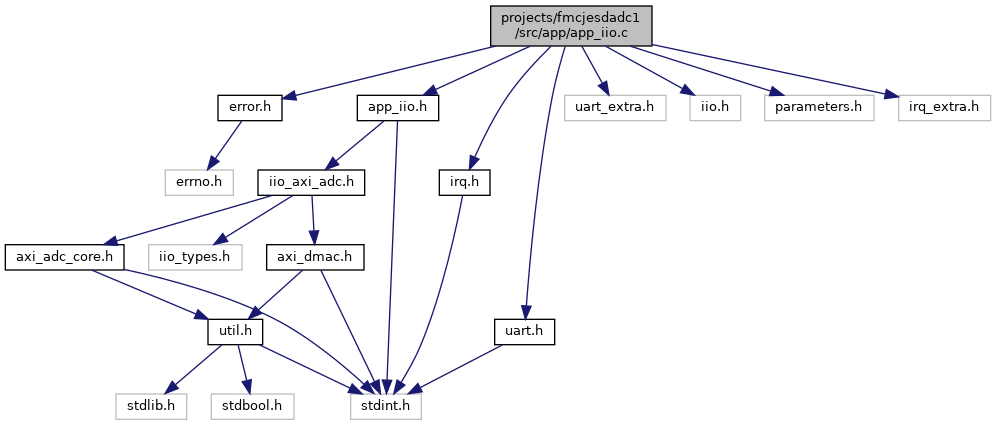 projects/fmcjesdadc1
/src/app/app_iio.c
error.h
app_iio.h
uart_extra.h
iio.h
parameters.h
irq_extra.h
errno.h
iio_axi_adc.h
irq.h
axi_adc_core.h
iio_types.h
axi_dmac.h
util.h
uart.h
stdlib.h
stdbool.h
stdint.h